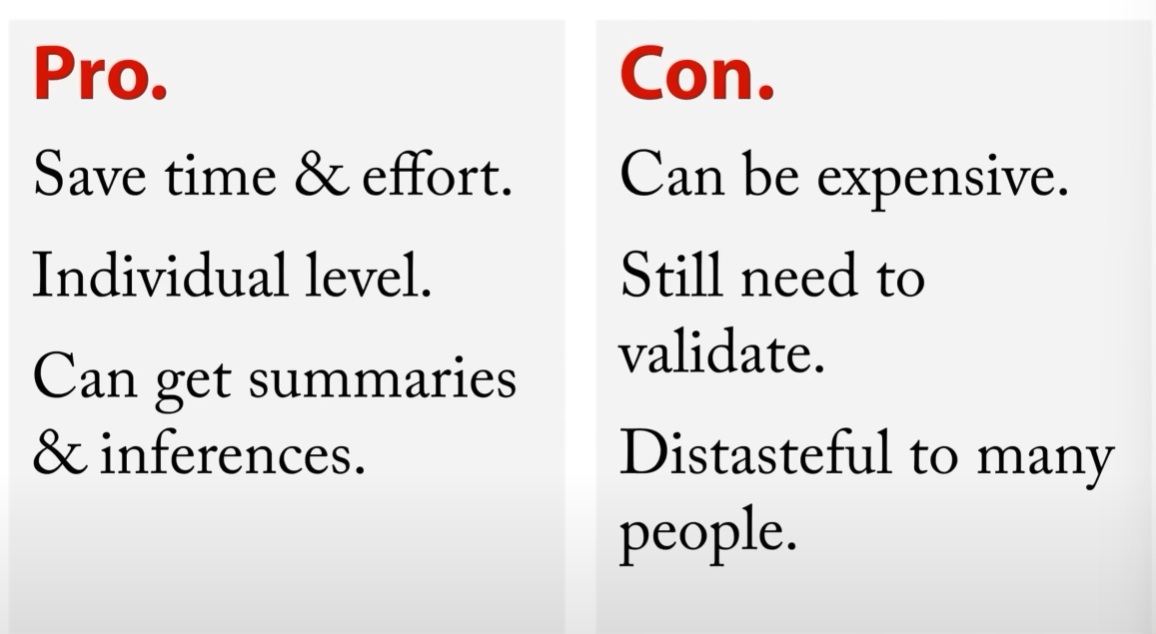 Pro.
Save time & effort.
Individual level.
Can get summaries
& inferences.
Con.
Can be expensive.
Still need to
validate.
Distasteful to many
people.